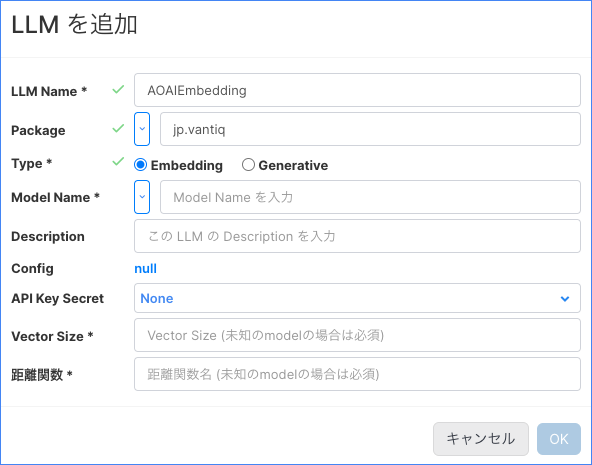 LLM を追加
LLM Name * AOAIEmbedding
Package jp.vantiq
Type * Embedding Generative
Model Name * Model Name を入力
Description この LLM の Description を入力
Config null
API Key Secret None
Vector Size * Vector Size (未知のmodelの場合は必須)
距離関数 * 距離関数名 (未知のmodelの場合は必須)
キャンセル OK